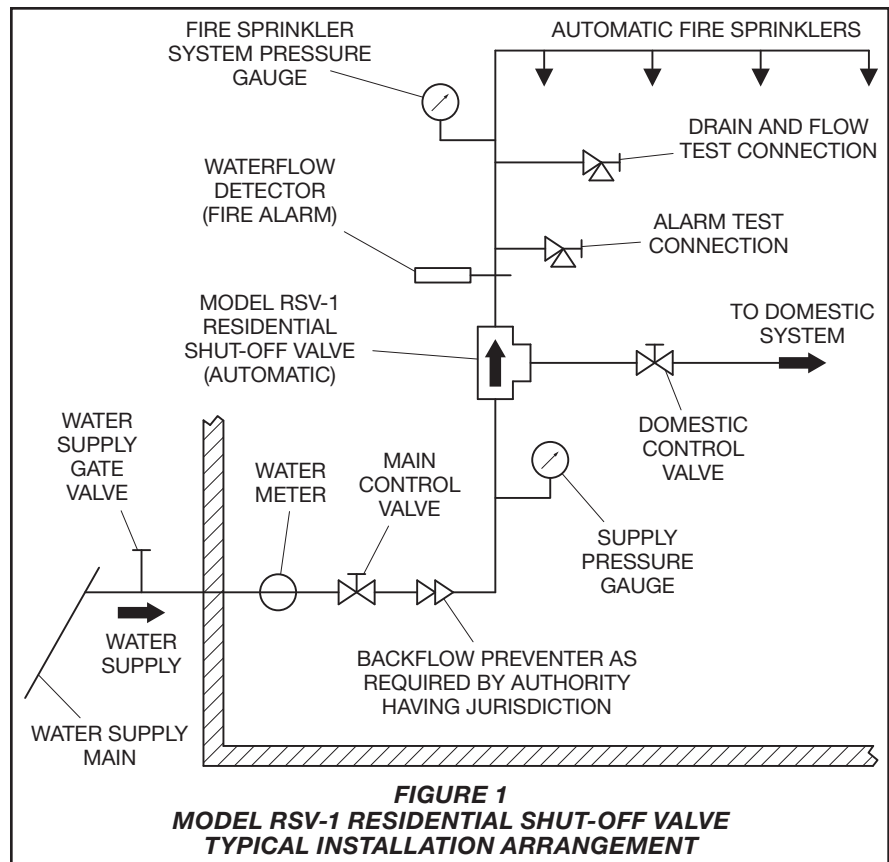 FIRE SPRINKLER
SYSTEM PRESSURE
GAUGE
AUTOMATIC FIRE SPRINKLERS
DRAIN AND FLOW
TEST CONNECTION
WATERFLOW
DETECTOR
(FIRE ALARM)
ALARM TEST
CONNECTION
MODEL RSV-1
RESIDENTIAL
SHUT-OFF VALVE
(AUTOMATIC)
TO DOMESTIC
SYSTEM
DOMESTIC
CONTROL
VALVE
WATER
SUPPLY
GATE
VALVE
WATER
METER
MAIN
CONTROL
VALVE
SUPPLY
PRESSURE
GAUGE
WATER
SUPPLY
BACKFLOW PREVENTER AS
REQUIRED BY AUTHORITY
HAVING JURISDICTION
WATER SUPPLY
MAIN
FIGURE 1
MODEL RSV-1 RESIDENTIAL SHUT-OFF VALVE
TYPICAL INSTALLATION ARRANGEMENT